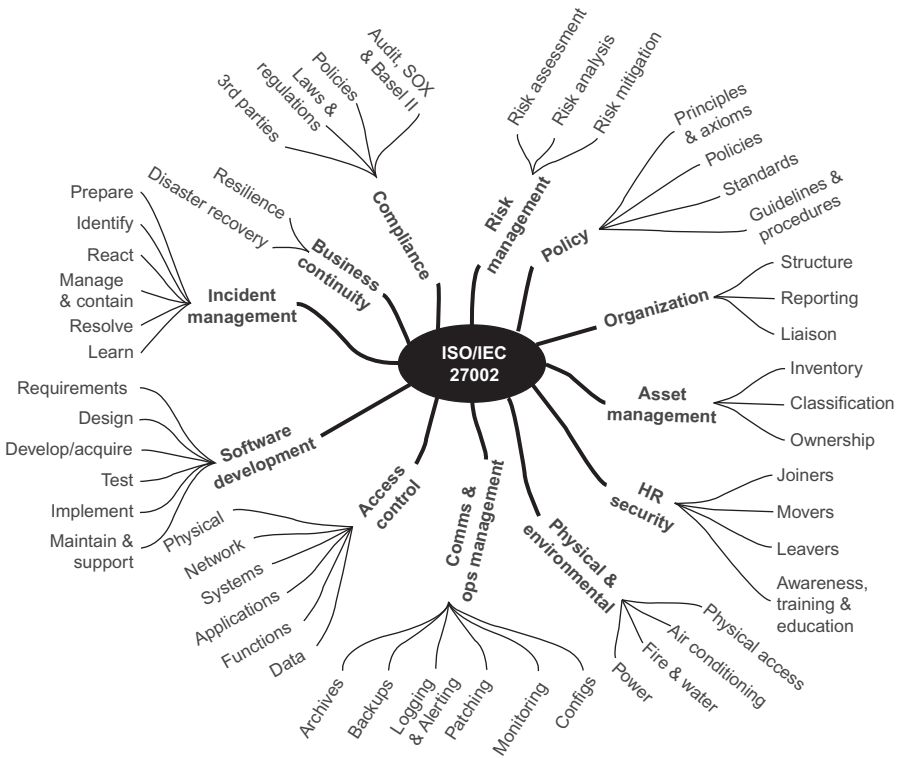 ISO/IEC
27002
Risk
management
Risk assessment
Risk analysis
Risk mitigation
Policy
Principles
& axioms
Policies
Standards
Guidelines &
procedures
Organization
Structure
Reporting
Liaison
Asset
management
Inventory
Classification
Ownership
HR
security
Joiners
Movers
Leavers
Awareness,
training &
education
Physical &
environmental
Physical access
Air conditioning
Fire & water
Power
Comms &
ops management
Configs
Monitoring
Patching
Logging
& Alerting
Backups
Archives
Access
control
Physical
Network
Systems
Applications
Functions
Data
Software
development
Requirements
Design
Develop/acquire
Test
Implement
Maintain &
support
Incident
management
Prepare
Identify
React
Manage
& contain
Resolve
Learn
Business
continuity
Resilience
Disaster recovery
Compliance
3rd parties
Laws &
regulations
Policies
Audit, SOX
& Basel II